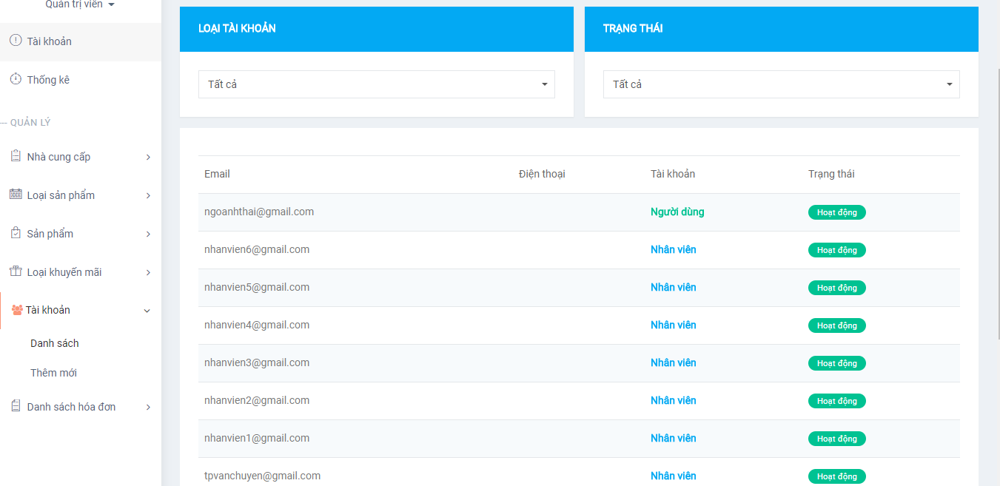 Quản trị viên
Tài khoản
Thống kê
QUẢN LÝ
Nhà cung cấp
Loại sản phẩm
Sản phẩm
Loại khuyến mãi
Tài khoản
Danh sách
Thêm mới
Danh sách hóa đơn
LOẠI TÀI KHOẢN
Tất cả
TRẠNG THÁI
Tất cả
Email Điện thoại Tài khoản Trạng thái
ngoanhthai@gmail.com Người dùng Hoạt động
nhanvien6@gmail.com Nhân viên Hoạt động
nhanvien5@gmail.com Nhân viên Hoạt động
nhanvien4@gmail.com Nhân viên Hoạt động
nhanvien3@gmail.com Nhân viên Hoạt động
nhanvien2@gmail.com Nhân viên Hoạt động
nhanvien1@gmail.com Nhân viên Hoạt động
tpvanchuyen@gmail.com Nhân viên Hoạt động